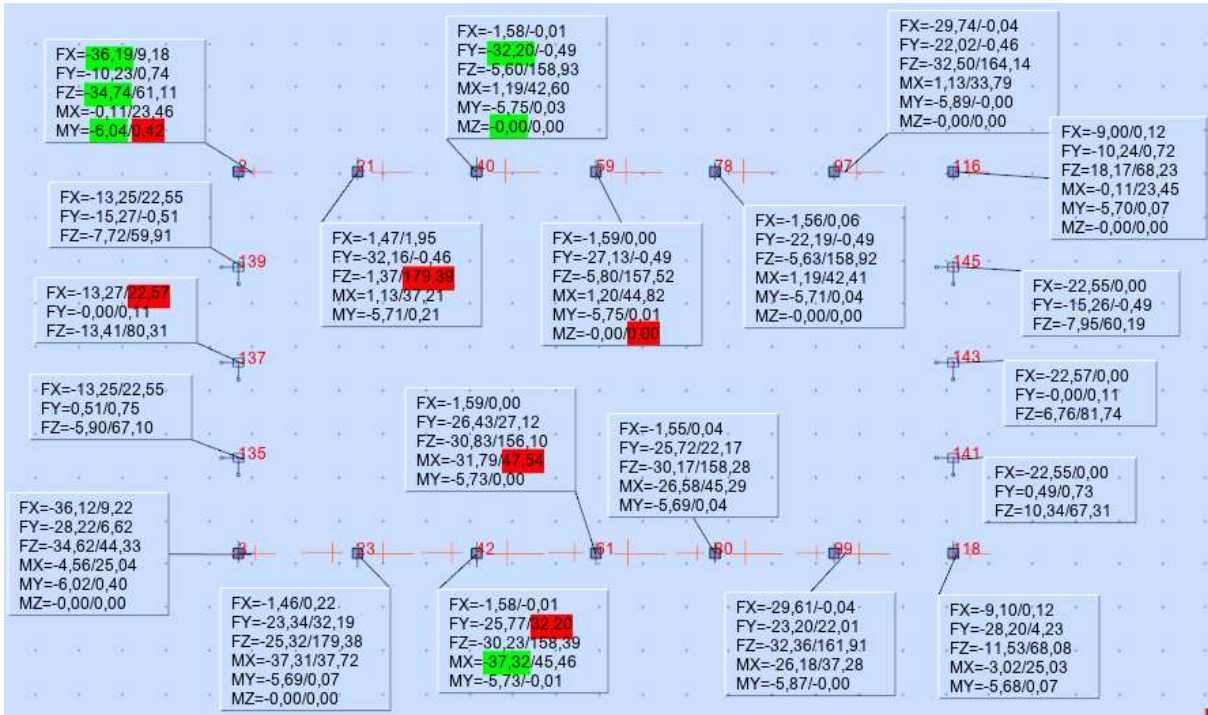 FX=-36,19/9,18
FY=-10,23/0,74
FZ=-34,74/61,11
MX=-0,11/23,46
MY=-6,04/0,42
FX=-1,58/-0,01
FY=-32,20/-0,49
FZ=-5,60/158,93
MX=1,19/42,60
MY=-5,75/0,03
MZ=-0,00/0,00
FX=-29,74/-0,04
FY=-22,02/-0,46
FZ=-32,50/164,14
MX=1,13/33,79
MY=-5,89/-0,00
MZ=-0,00/0,00
FX=-9,00/0,12
FY=-10,24/0,72
FZ=18,17/68,23
MX=-0,11/23,45
MY=-5,70/0,07
MZ=-0,00/0,00
21 40 59 78 97 116
FX=-13,25/22,55
FY=-15,27/-0,51
FZ=-7,72/59,91
139
FX=-1,47/1,95
FY=-32,16/-0,46
FZ=-1,37/179,39
MX=1,13/37,21
MY=-5,71/0,21
FX=-1,59/0,00
FY=-27,13/-0,49
FZ=-5,80/157,52
MX=1,20/44,82
MY=-5,75/0,01
MZ=-0,00/0,00
FX=-1,56/0,06
FY=-22,19/-0,49
FZ=-5,63/158,92
MX=1,19/42,41
MY=-5,71/0,04
MZ=-0,00/0,00
145
FX=-22,55/0,00
FY=-15,26/-0,49
FZ=-7,95/60,19
FX=-13,27/22,57
FY=-0,00/0,11
FZ=-13,41/80,31
137
143
FX=-22,57/0,00
FY=-0,00/0,11
FZ=6,76/81,74
FX=-13,25/22,55
FY=0,51/0,75
FZ=-5,90/67,10
135
FX=-1,59/0,00
FY=-26,43/27,12
FZ=-30,83/156,10
MX=-31,79/47,54
MY=-5,73/0,00
FX=-1,55/0,04
FY=-25,72/22,17
FZ=-30,17/158,28
MX=-26,58/45,29
MY=-5,69/0,04
141
FX=-22,55/0,00
FY=0,49/0,73
FZ=10,34/67,31
FX=-36,12/9,22
FY=-28,22/6,62
FZ=-34,62/44,33
MX=-4,56/25,04
MY=-6,02/0,40
MZ=-0,00/0,00
23 42 61 80 99 118
FX=-1,46/0,22
FY=-23,34/32,19
FZ=-25,32/179,38
MX=-37,31/37,72
MY=-5,69/0,07
MZ=-0,00/0,00
FX=-1,58/-0,01
FY=-25,77/32,20
FZ=-30,23/158,39
MX=-37,32/45,46
MY=-5,73/-0,01
FX=-29,61/-0,04
FY=-23,20/22,01
FZ=-32,36/161,91
MX=-26,18/37,28
MY=-5,87/-0,00
FX=-9,10/0,12
FY=-28,20/4,23
FZ=-11,53/68,08
MX=-3,02/25,03
MY=-5,68/0,07